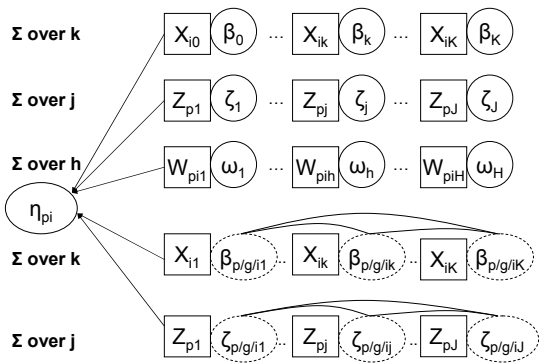 Σ over k X_i0 β_0 ... X_ik β_k ... X_iK β_K
Σ over j Z_p1 ζ_1 ... Z_pj ζ_j ... Z_pJ ζ_J
Σ over h W_pi1 ω_1 ... W_pih ω_h ... W_piH ω_H
η_pi
Σ over k X_i1 β_p/g/i1 ... X_ik β_p/g/ik ... X_iK β_p/g/iK
Σ over j Z_p1 ζ_p/g/i1 ... Z_pj ζ_p/g/ij ... Z_pJ ζ_p/g/iJ